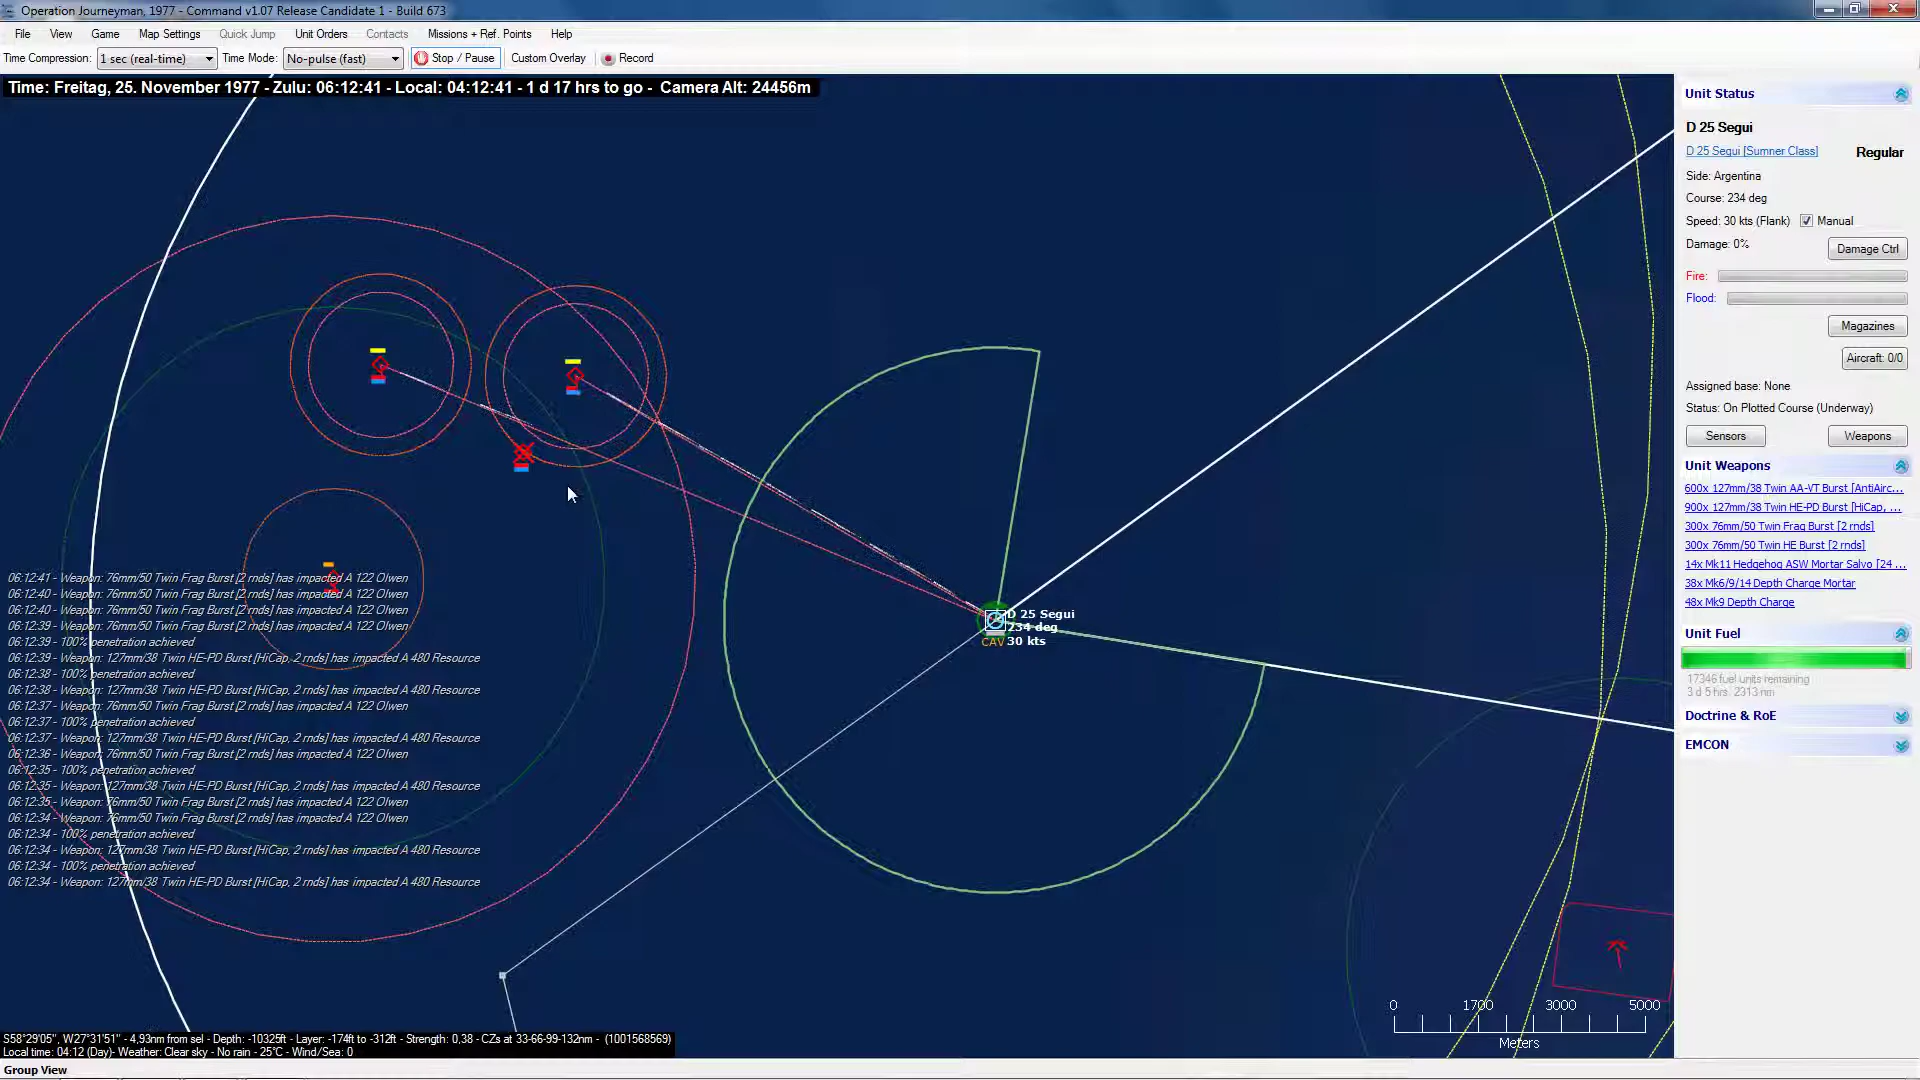 Operation Journeyman, 1977 - Command v1.07 Release Candidate 1 - Build 673
File View Game Map Settings Quick Jump Unit Orders Contacts Missions + Ref. Points Help
Time Compression: 1 sec (real-time) Time Mode: No-pulse (fast) Stop / Pause Custom Overlay Record
Time: Freitag, 25. November 1977 - Zulu: 06:12:41 - Local: 04:12:41 - 1 d 17 hrs to go - Camera Alt: 24456m
D 25 Segui
234 deg
CAV 30 kts
06:12:41 - Weapon: 76mm/50 Twin Frag Burst [2 rnds] has impacted A 122 Olwen
06:12:40 - Weapon: 76mm/50 Twin Frag Burst [2 rnds] has impacted A 122 Olwen
06:12:40 - Weapon: 76mm/50 Twin Frag Burst [2 rnds] has impacted A 122 Olwen
06:12:39 - Weapon: 76mm/50 Twin Frag Burst [2 rnds] has impacted A 122 Olwen
06:12:39 - 100% penetration achieved
06:12:39 - Weapon: 127mm/38 Twin HE-PD Burst [HiCap, 2 rnds] has impacted A 480 Resource
06:12:38 - 100% penetration achieved
06:12:38 - Weapon: 127mm/38 Twin HE-PD Burst [HiCap, 2 rnds] has impacted A 480 Resource
06:12:37 - Weapon: 76mm/50 Twin Frag Burst [2 rnds] has impacted A 122 Olwen
06:12:37 - 100% penetration achieved
06:12:37 - Weapon: 127mm/38 Twin HE-PD Burst [HiCap, 2 rnds] has impacted A 480 Resource
06:12:36 - Weapon: 76mm/50 Twin Frag Burst [2 rnds] has impacted A 122 Olwen
06:12:35 - 100% penetration achieved
06:12:35 - Weapon: 127mm/38 Twin HE-PD Burst [HiCap, 2 rnds] has impacted A 480 Resource
06:12:35 - Weapon: 76mm/50 Twin Frag Burst [2 rnds] has impacted A 122 Olwen
06:12:34 - Weapon: 76mm/50 Twin Frag Burst [2 rnds] has impacted A 122 Olwen
06:12:34 - 100% penetration achieved
06:12:34 - Weapon: 127mm/38 Twin HE-PD Burst [HiCap, 2 rnds] has impacted A 480 Resource
06:12:34 - 100% penetration achieved
06:12:34 - Weapon: 127mm/38 Twin HE-PD Burst [HiCap, 2 rnds] has impacted A 480 Resource
0 1700 3000 5000
Meters
S58°29'05", W27°31'51" - 4,93nm from sel - Depth: -10325ft - Layer: -174ft to -312ft - Strength: 0,38 - CZs at 33-66-99-132nm - (1001568569)
Local time: 04:12 (Day)- Weather: Clear sky - No rain - 25°C - Wind/Sea: 0
Group View
Unit Status
D 25 Segui
D 25 Segui [Sumner Class] Regular
Side: Argentina
Course: 234 deg
Speed: 30 kts (Flank) Manual
Damage: 0% Damage Ctrl
Fire:
Flood:
Magazines
Aircraft: 0/0
Assigned base: None
Status: On Plotted Course (Underway)
Sensors Weapons
Unit Weapons
600x 127mm/38 Twin AA-VT Burst [AntiAirc...
900x 127mm/38 Twin HE-PD Burst [HiCap, ...
300x 76mm/50 Twin Frag Burst [2 rnds]
300x 76mm/50 Twin HE Burst [2 rnds]
14x Mk11 Hedgehog ASW Mortar Salvo [24 ...
38x Mk6/9/14 Depth Charge Mortar
48x Mk9 Depth Charge
Unit Fuel
17346 fuel units remaining
3 d 5 hrs. 2313 nm
Doctrine & RoE
EMCON